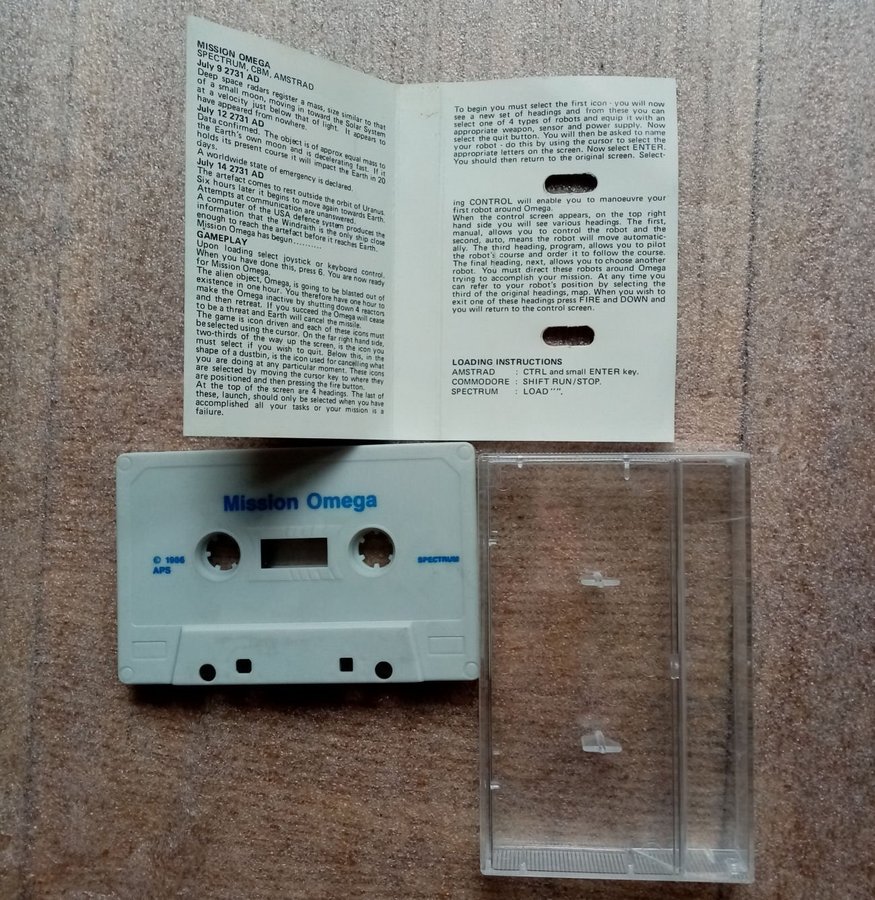 MISSION OMEGA
SPECTRUM, CBM, AMSTRAD
July 9 2731 AD
Deep space radars register a mass, size similar to that
of a small moon, moving in toward the Solar System
at a velocity just below that of light. It appears to
have appeared from nowhere.
July 12 2731 AD
Data confirmed. The object is of approx equal mass to
the Earth's own moon and is decelerating fast. If it
holds its present course it will impact the Earth in 20
days.
A worldwide state of emergency is declared.
July 14 2731 AD
The artefact comes to rest outside the orbit of Uranus.
Six hours later it begins to move again towards Earth.
Attempts at communication are unanswered.
A computer of the USA defence system produces the
information that the Windraith is the only ship close
enough to reach the artefact before it reaches Earth.
Mission Omega has begun..........
GAMEPLAY
Upon loading select joystick or keyboard control.
When you have done this, press 6. You are now ready
for Mission Omega.
The alien object, Omega, is going to be blasted out of
existence in one hour. You therefore have one hour to
make the Omega inactive by shutting down 4 reactors
and then retreat. If you succeed the Omega will cease
to be a threat and Earth will cancel the missile.
The game is icon driven and each of these icons must
be selected using the cursor. On the far right hand side,
two-thirds of the way up the screen, is the icon you
must select if you wish to quit. Below this, in the
shape of a dustbin, is the icon used for cancelling what
you are doing at any particular moment. These icons
are selected by moving the cursor key to where they
are positioned and then pressing the fire button.
At the top of the screen are 4 headings. The last of
these, launch, should only be selected when you have
accomplished all your tasks or your mission is a
failure.
To begin you must select the first icon - you will now
see a new set of headings and from these you can
select one of 4 types of robots and equip it with an
appropriate weapon, sensor and power supply. Now
select the quit button. You will then be asked to name
your robot - do this by using the cursor to select the
appropriate letters on the screen. Now select ENTER.
You should then return to the original screen. Select-
ing CONTROL will enable you to manoeuvre your
first robot around Omega.
When the control screen appears, on the top right
hand side you will see various headings. The first,
manual, allows you to control the robot and the
second, auto, means the robot will move automatic-
ally. The third heading, program, allows you to pilot
the robot's course and order it to follow the course.
The final heading, next, allows you to choose another
robot. You must direct these robots around Omega
trying to accomplish your mission. At any time you
can refer to your robot's position by selecting the
third of the original headings, map. When you wish to
exit one of these headings press FIRE and DOWN and
you will return to the control screen.
LOADING INSTRUCTIONS
AMSTRAD : CTRL and small ENTER key.
COMMODORE : SHIFT RUN/STOP.
SPECTRUM : LOAD "".
Mission Omega
© 1986
APS
SPECTRUM